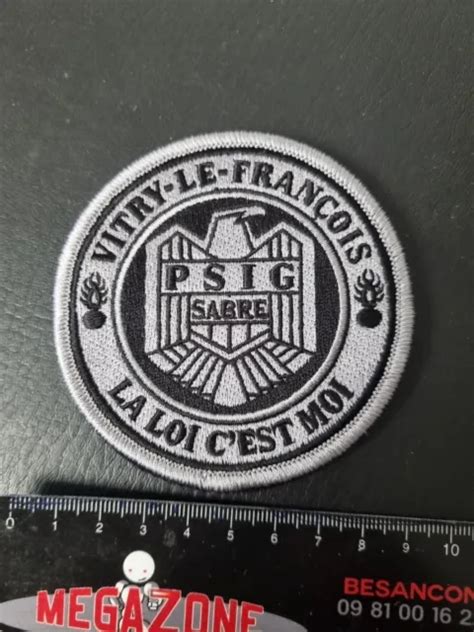 VITRY-LE-FRANÇOIS
PSIG
SABRE
LA LOI C'EST MOI
0 1 2 3 4 5 6 7 8 9 10
MEGAZONE
BESANCON
09 81 00 16 2